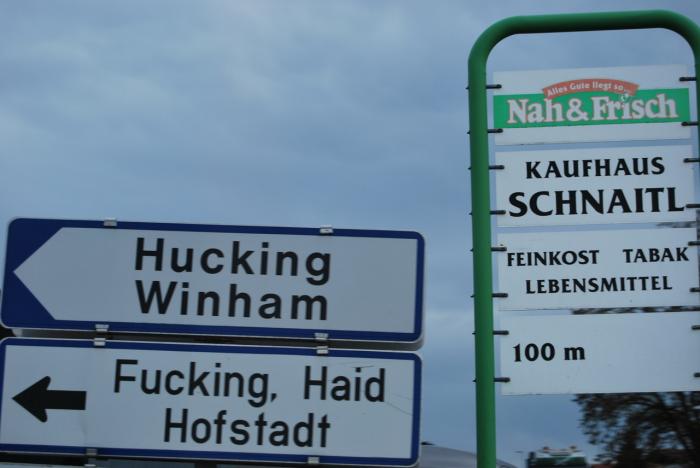 Hucking
Winham
Fucking, Haid
Hofstadt
Alles Gute liegt so...
Nah&Frisch
KAUFHAUS
SCHNAITL
FEINKOST TABAK
LEBENSMITTEL
100 m